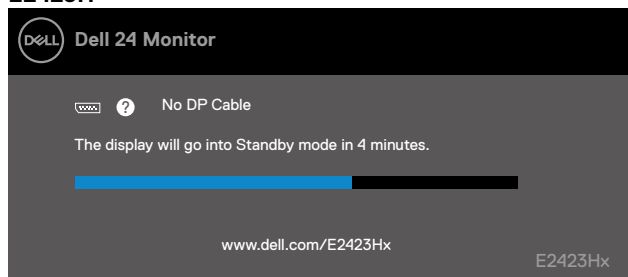 DELL Dell 24 Monitor
? No DP Cable
The display will go into Standby mode in 4 minutes.
www.dell.com/E2423Hx
E2423Hx